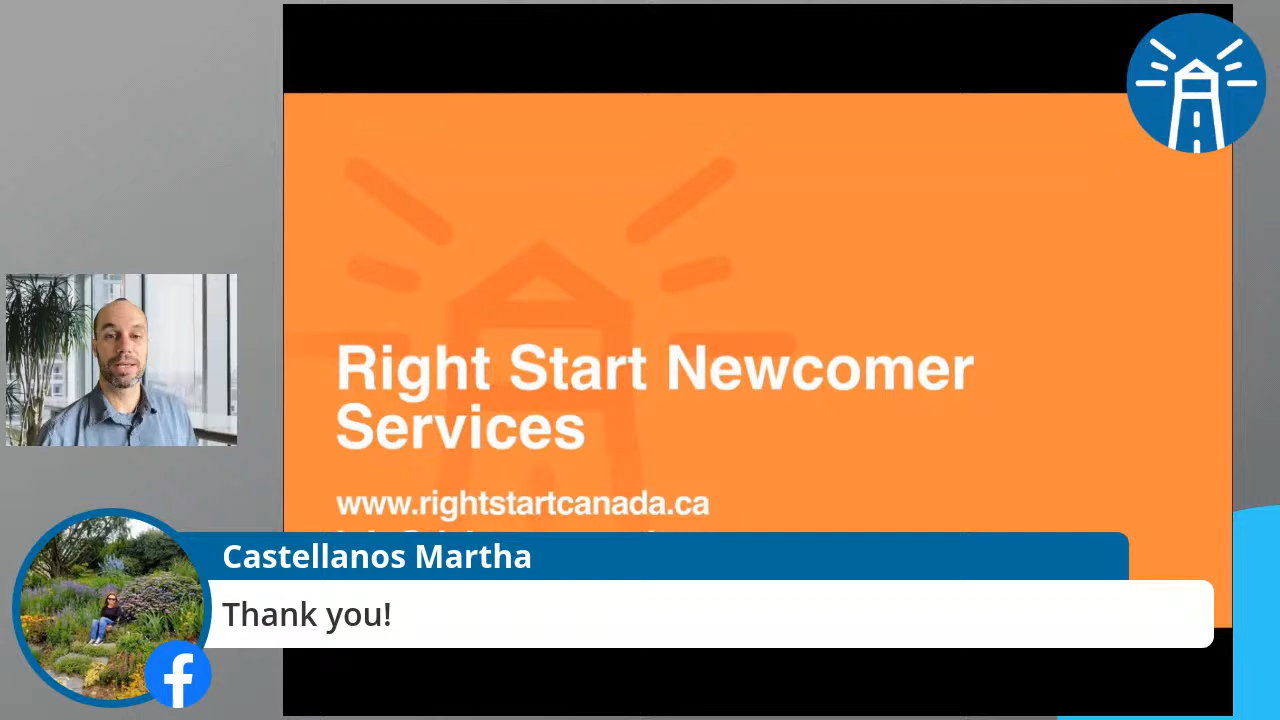 Right Start Newcomer
Services
www.rightstartcanada.ca
Castellanos Martha
Thank you!